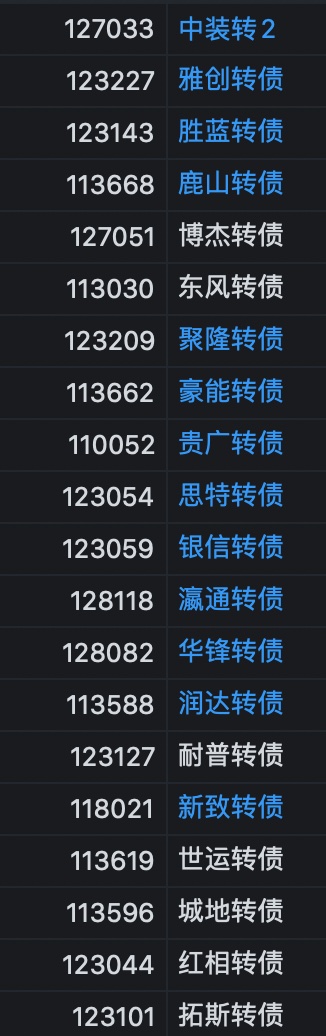 127033 中装转2
123227 雅创转债
123143 胜蓝转债
113668 鹿山转债
127051 博杰转债
113030 东风转债
123209 聚隆转债
113662 豪能转债
110052 贵广转债
123054 思特转债
123059 银信转债
128118 瀛通转债
128082 华锋转债
113588 润达转债
123127 耐普转债
118021 新致转债
113619 世运转债
113596 城地转债
123044 红相转债
123101 拓斯转债